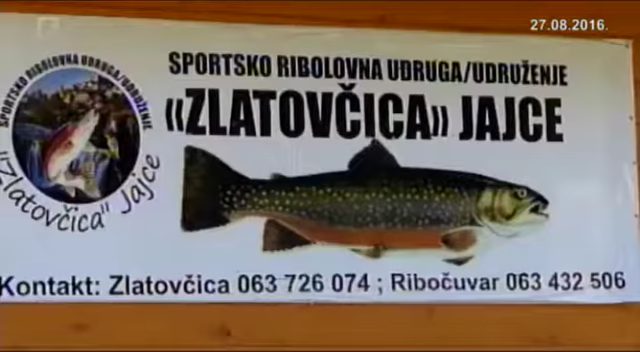 27.08.2016.
SPORTSKO RIBOLOVNA UDRUGA/UDRUŽENJE
SPORTSKO RIBOLOVNA UDRUGA/UDRUŽENJE
‹‹ZLATOVČICA›› JAJCE
"Zlatovčica" Jajce
Kontakt: Zlatovčica 063 726 074 ; Ribočuvar 063 432 506